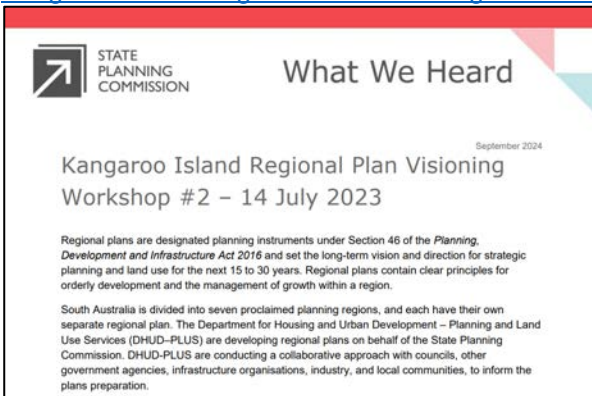 STATE
PLANNING
COMMISSION
What We Heard
September 2024
Kangaroo Island Regional Plan Visioning
Workshop #2 – 14 July 2023
Regional plans are designated planning instruments under Section 46 of the Planning,
Development and Infrastructure Act 2016 and set the long-term vision and direction for strategic
planning and land use for the next 15 to 30 years. Regional plans contain clear principles for
orderly development and the management of growth within a region.
South Australia is divided into seven proclaimed planning regions, and each have their own
separate regional plan. The Department for Housing and Urban Development – Planning and Land
Use Services (DHUD–PLUS) are developing regional plans on behalf of the State Planning
Commission. DHUD-PLUS are conducting a collaborative approach with councils, other
government agencies, infrastructure organisations, industry, and local communities, to inform the
plans preparation.